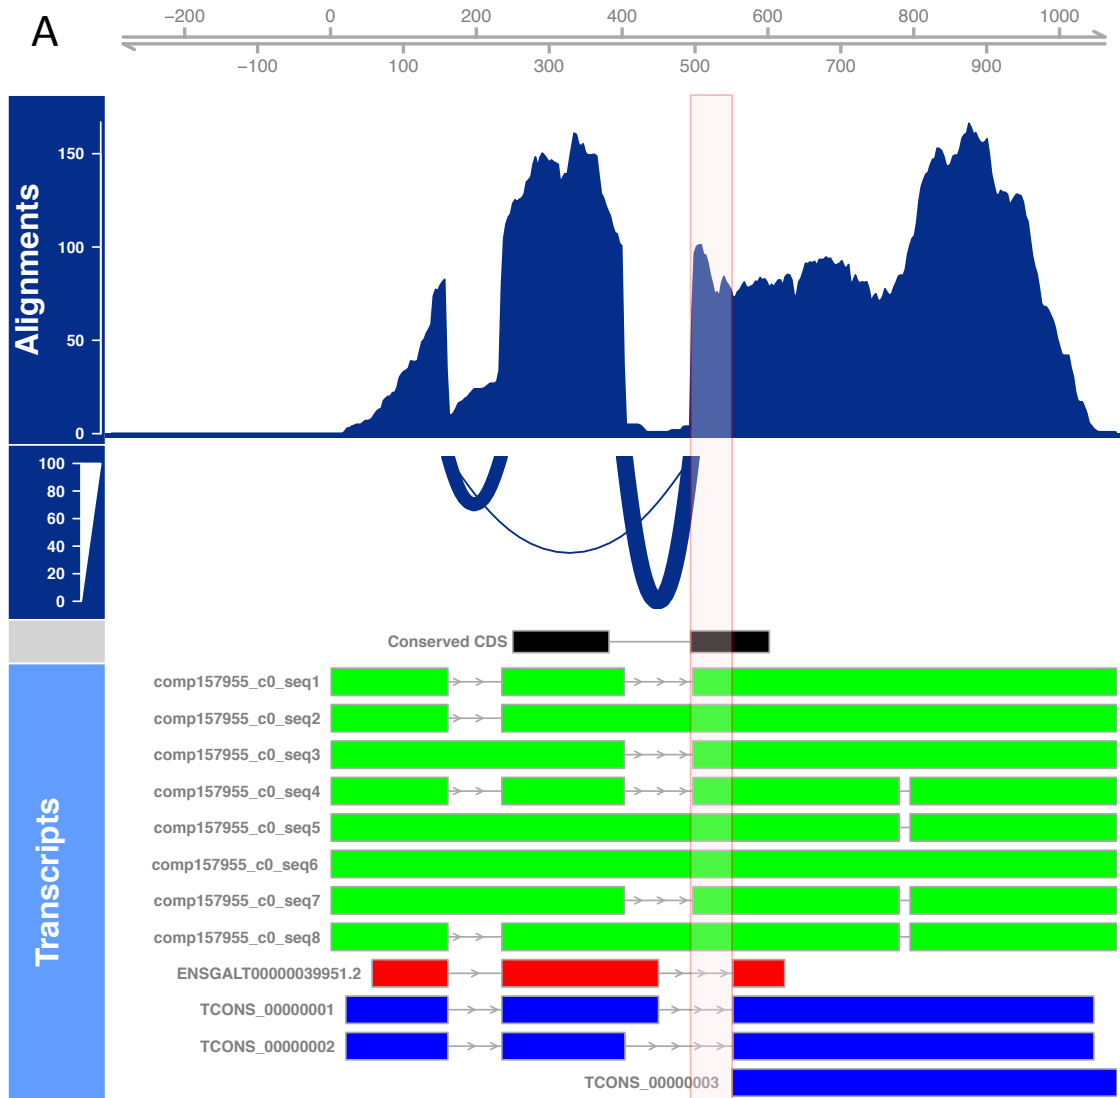 A
−200 0 200 400 600 800 1000
−100 100 300 500 700 900
Alignments
150
100
50
0
100
80
60
40
20
0
Conserved CDS
Transcripts
comp157955_c0_seq1
comp157955_c0_seq2
comp157955_c0_seq3
comp157955_c0_seq4
comp157955_c0_seq5
comp157955_c0_seq6
comp157955_c0_seq7
comp157955_c0_seq8
ENSGALT00000039951.2
TCONS_00000001
TCONS_00000002
TCONS_00000003